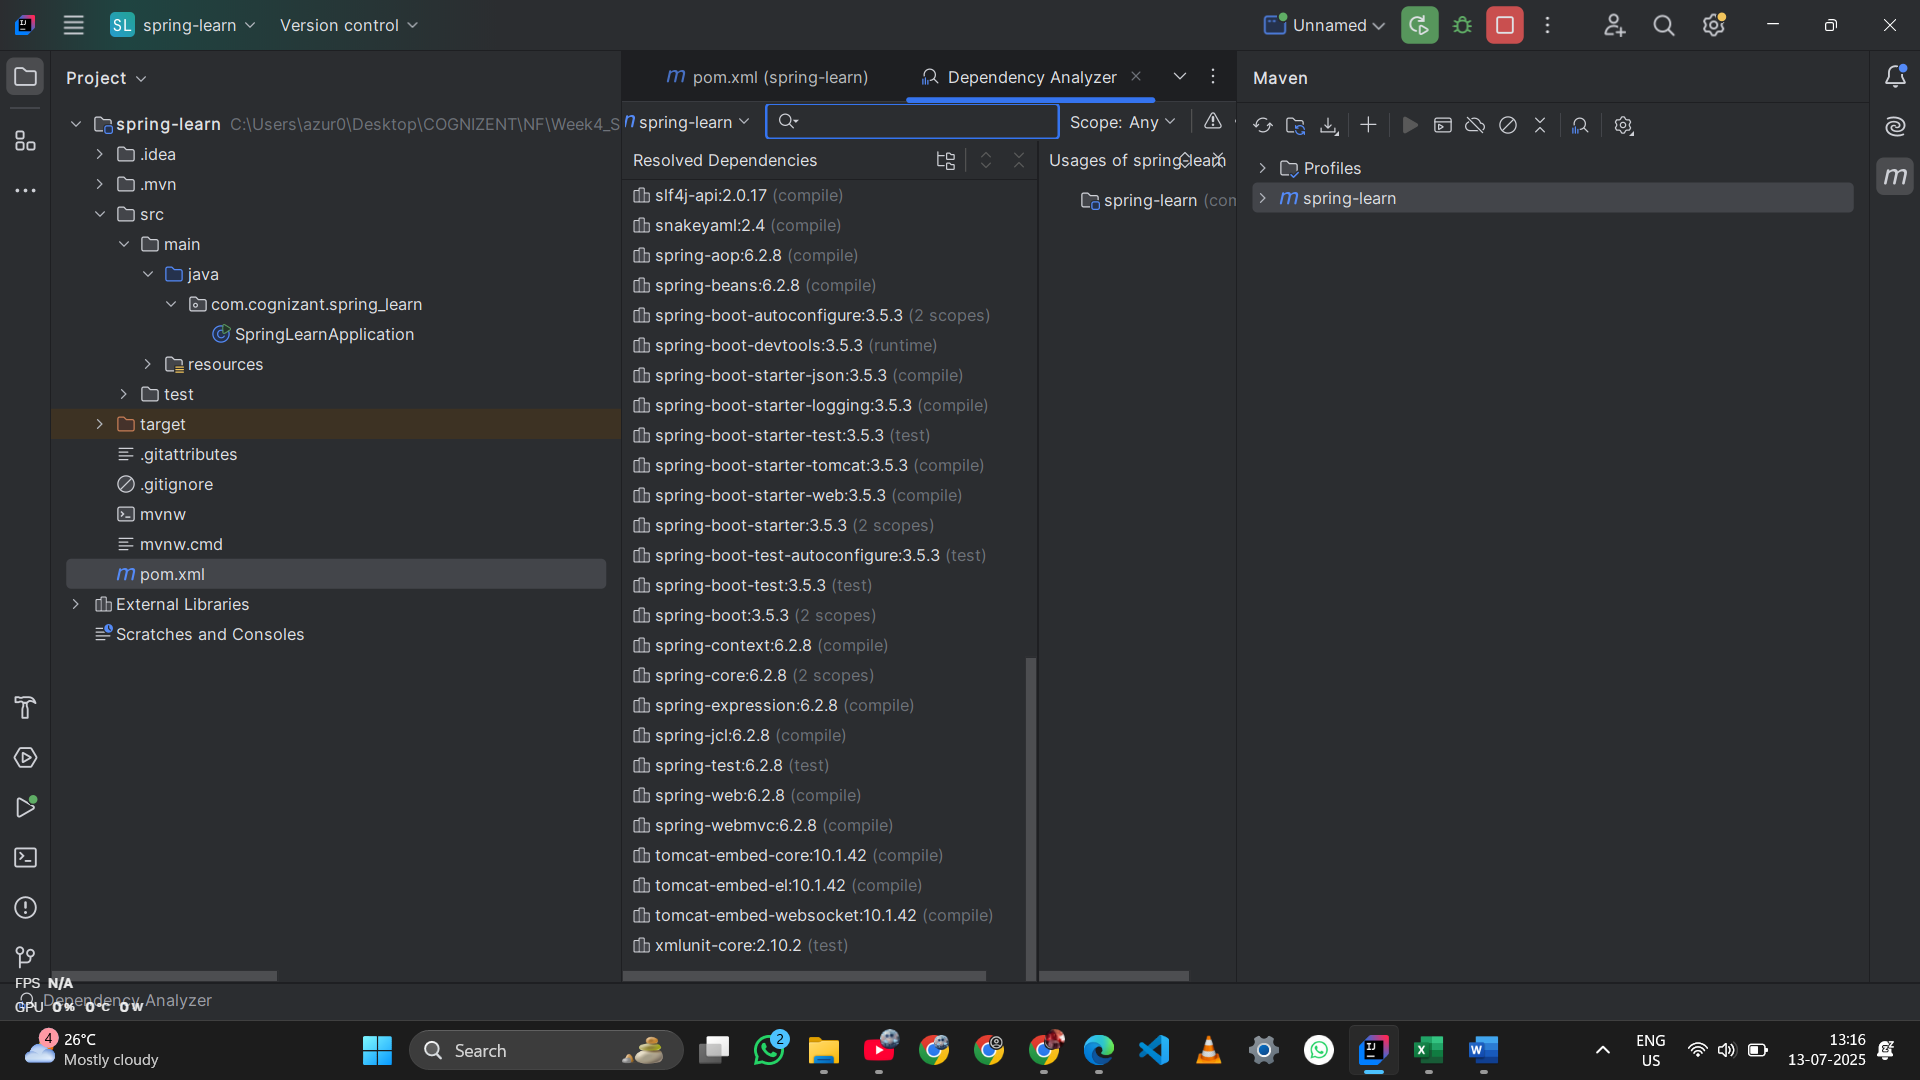 SL spring-learn Version control Unnamed
Project
spring-learn C:\Users\azur0\Desktop\COGNIZENT\NF\Week4_S
.idea
.mvn
src
main
java
com.cognizant.spring_learn
SpringLearnApplication
resources
test
target
.gitattributes
.gitignore
mvnw
mvnw.cmd
pom.xml
External Libraries
Scratches and Consoles
pom.xml (spring-learn) Dependency Analyzer
spring-learn Scope: Any
Resolved Dependencies
slf4j-api:2.0.17 (compile)
snakeyaml:2.4 (compile)
spring-aop:6.2.8 (compile)
spring-beans:6.2.8 (compile)
spring-boot-autoconfigure:3.5.3 (2 scopes)
spring-boot-devtools:3.5.3 (runtime)
spring-boot-starter-json:3.5.3 (compile)
spring-boot-starter-logging:3.5.3 (compile)
spring-boot-starter-test:3.5.3 (test)
spring-boot-starter-tomcat:3.5.3 (compile)
spring-boot-starter-web:3.5.3 (compile)
spring-boot-starter:3.5.3 (2 scopes)
spring-boot-test-autoconfigure:3.5.3 (test)
spring-boot-test:3.5.3 (test)
spring-boot:3.5.3 (2 scopes)
spring-context:6.2.8 (compile)
spring-core:6.2.8 (2 scopes)
spring-expression:6.2.8 (compile)
spring-jcl:6.2.8 (compile)
spring-test:6.2.8 (test)
spring-web:6.2.8 (compile)
spring-webmvc:6.2.8 (compile)
tomcat-embed-core:10.1.42 (compile)
tomcat-embed-el:10.1.42 (compile)
tomcat-embed-websocket:10.1.42 (compile)
xmlunit-core:2.10.2 (test)
Usages of spring-learn
spring-learn (com
Maven
Profiles
m spring-learn
FPS N/A
Dependency Analyzer
GPU 0% 0°C 0W
4 26°C
Mostly cloudy
Search
2
ENG
US
13:16
13-07-2025